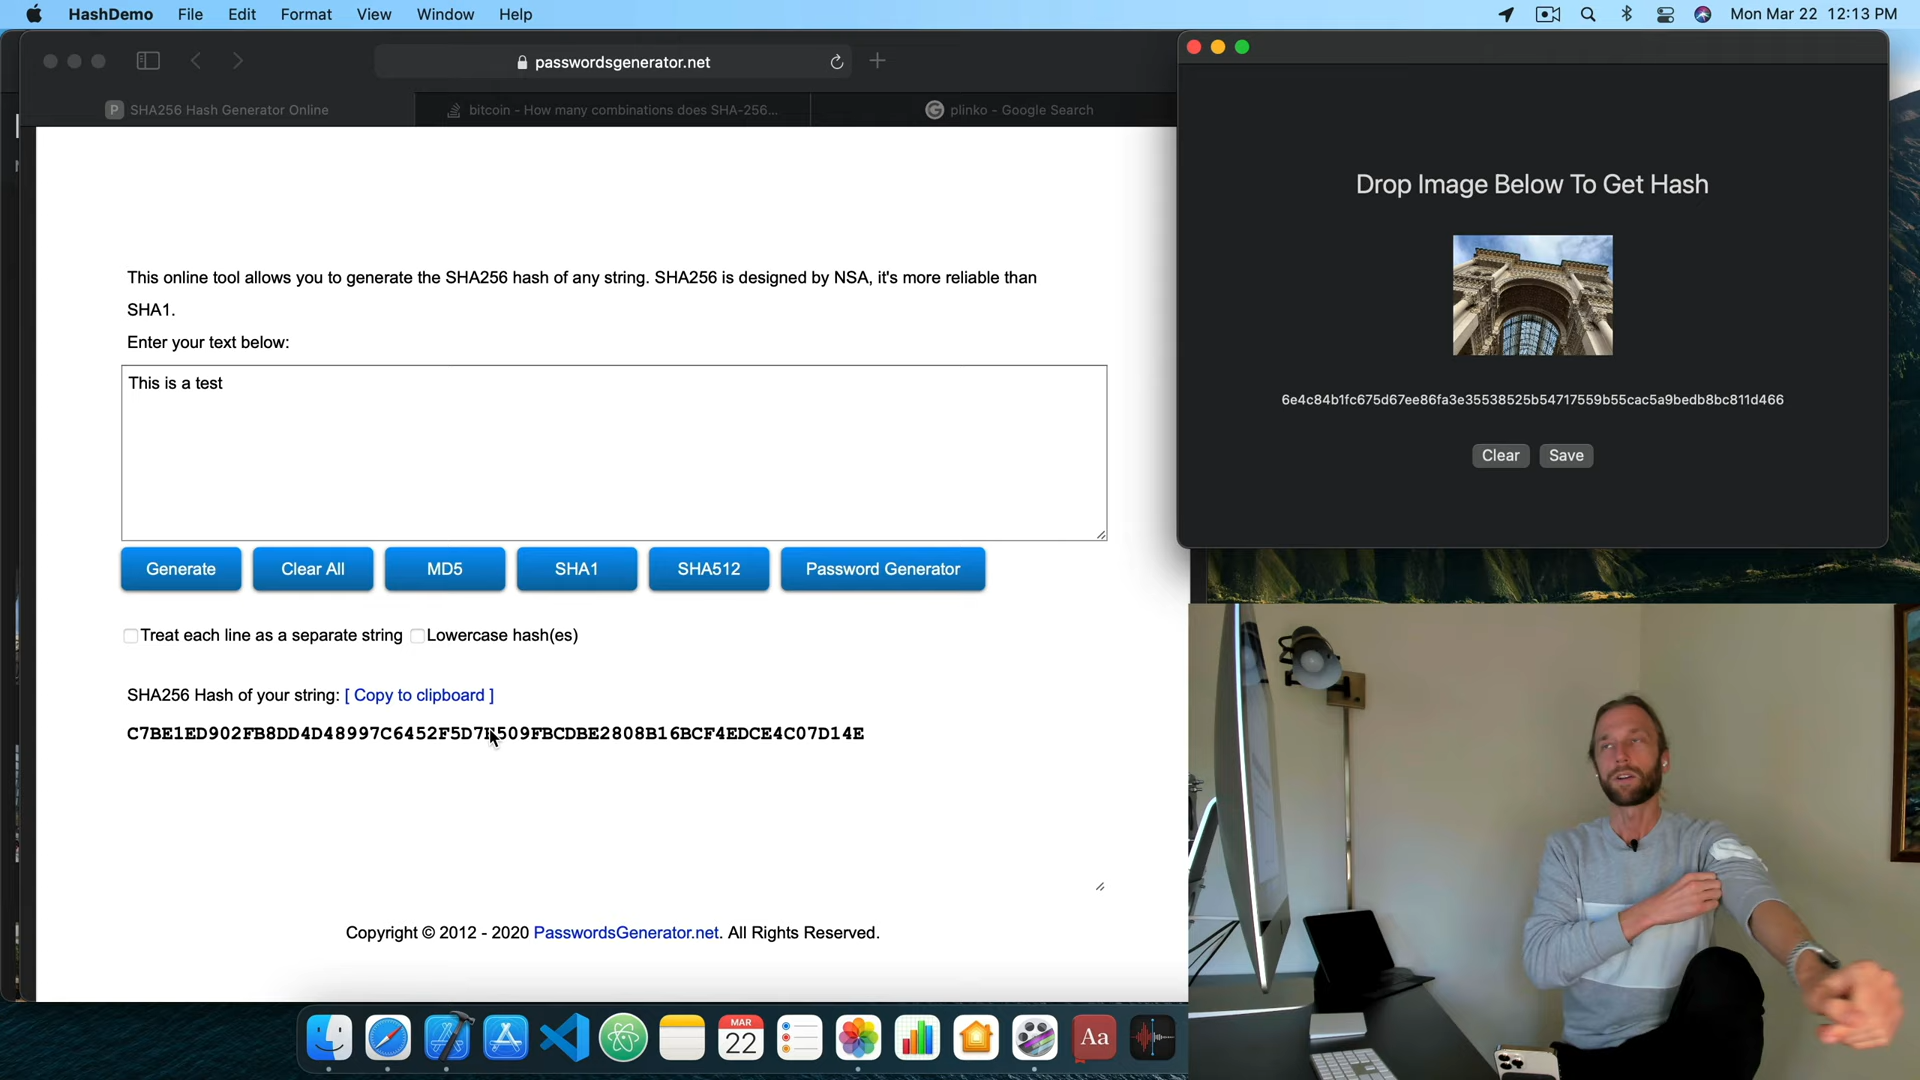 HashDemo File Edit Format View Window Help
Mon Mar 22 12:13 PM
passwordsgenerator.net
P SHA256 Hash Generator Online
bitcoin - How many combinations does SHA-256...
G plinko - Google Search
This online tool allows you to generate the SHA256 hash of any string. SHA256 is designed by NSA, it's more reliable than
SHA1.
Enter your text below:
This is a test
Generate Clear All MD5 SHA1 SHA512 Password Generator
Treat each line as a separate string Lowercase hash(es)
SHA256 Hash of your string: [ Copy to clipboard ]
Copyright © 2012 - 2020 PasswordsGenerator.net. All Rights Reserved.
Drop Image Below To Get Hash
6e4c84b1fc675d67ee86fa3e35538525b54717559b55cac5a9bedb8bc811d466
Clear Save
MAR
22
Aa